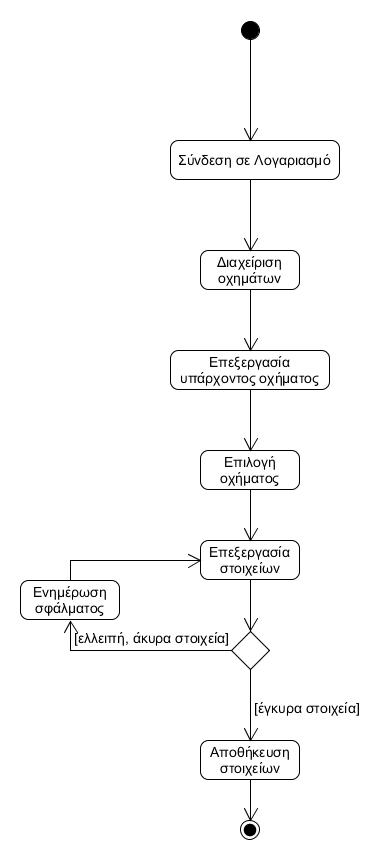 Σύνδεση σε Λογαριασμό
Διαχείριση
οχημάτων
Επεξεργασία
υπάρχοντος οχήματος
Επιλογή
οχήματος
Επεξεργασία
στοιχείων
Ενημέρωση
σφάλματος
[ελλειπή, άκυρα στοιχεία]
[έγκυρα στοιχεία]
Αποθήκευση
στοιχείων